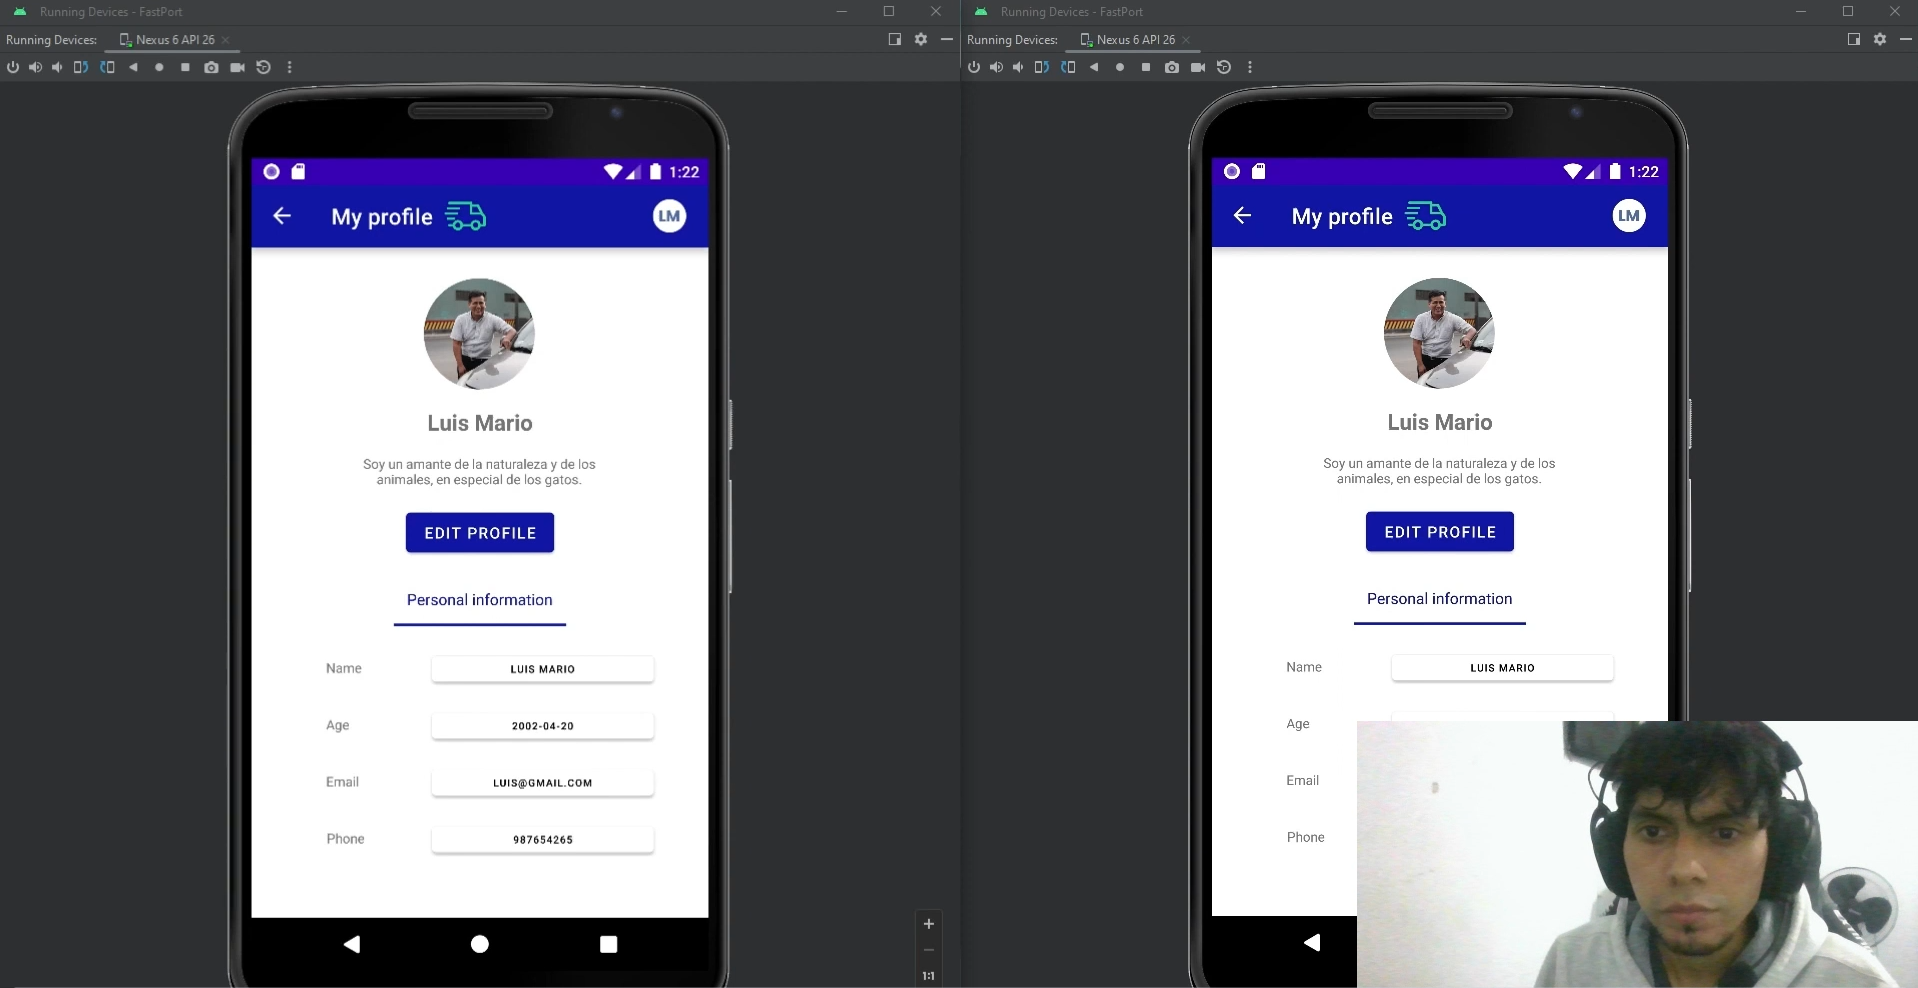 Running Devices - FastPort
Running Devices:
Nexus 6 API 26
1:22
My profile
LM
Luis Mario
Soy un amante de la naturaleza y de los
animales, en especial de los gatos.
EDIT PROFILE
Personal information
Name
LUIS MARIO
Age
2002-04-20
Email
LUIS@GMAIL.COM
Phone
987654265
1:1
Running Devices - FastPort
Running Devices:
Nexus 6 API 26
1:22
My profile
LM
Luis Mario
Soy un amante de la naturaleza y de los
animales, en especial de los gatos.
EDIT PROFILE
Personal information
Name
LUIS MARIO
Age
Email
Phone